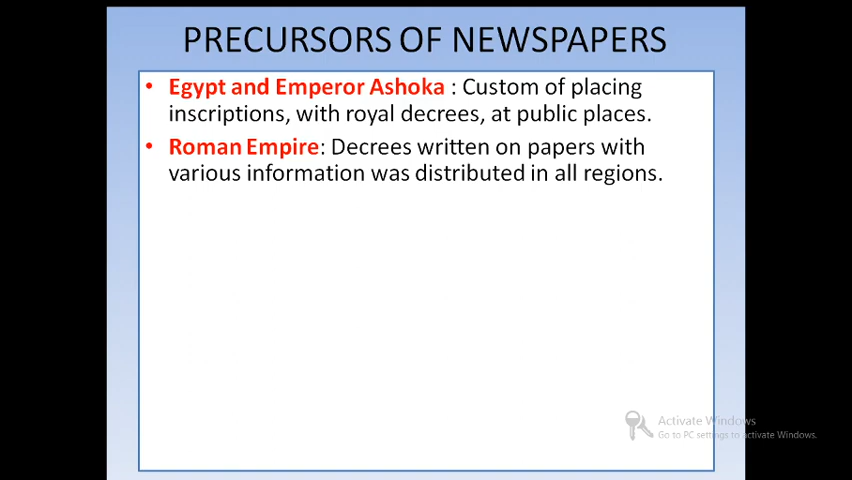 PRECURSORS OF NEWSPAPERS
• Egypt and Emperor Ashoka : Custom of placing
inscriptions, with royal decrees, at public places.
• Roman Empire: Decrees written on papers with
various information was distributed in all regions.
Activate Windows
Go to PC settings to activate Windows.